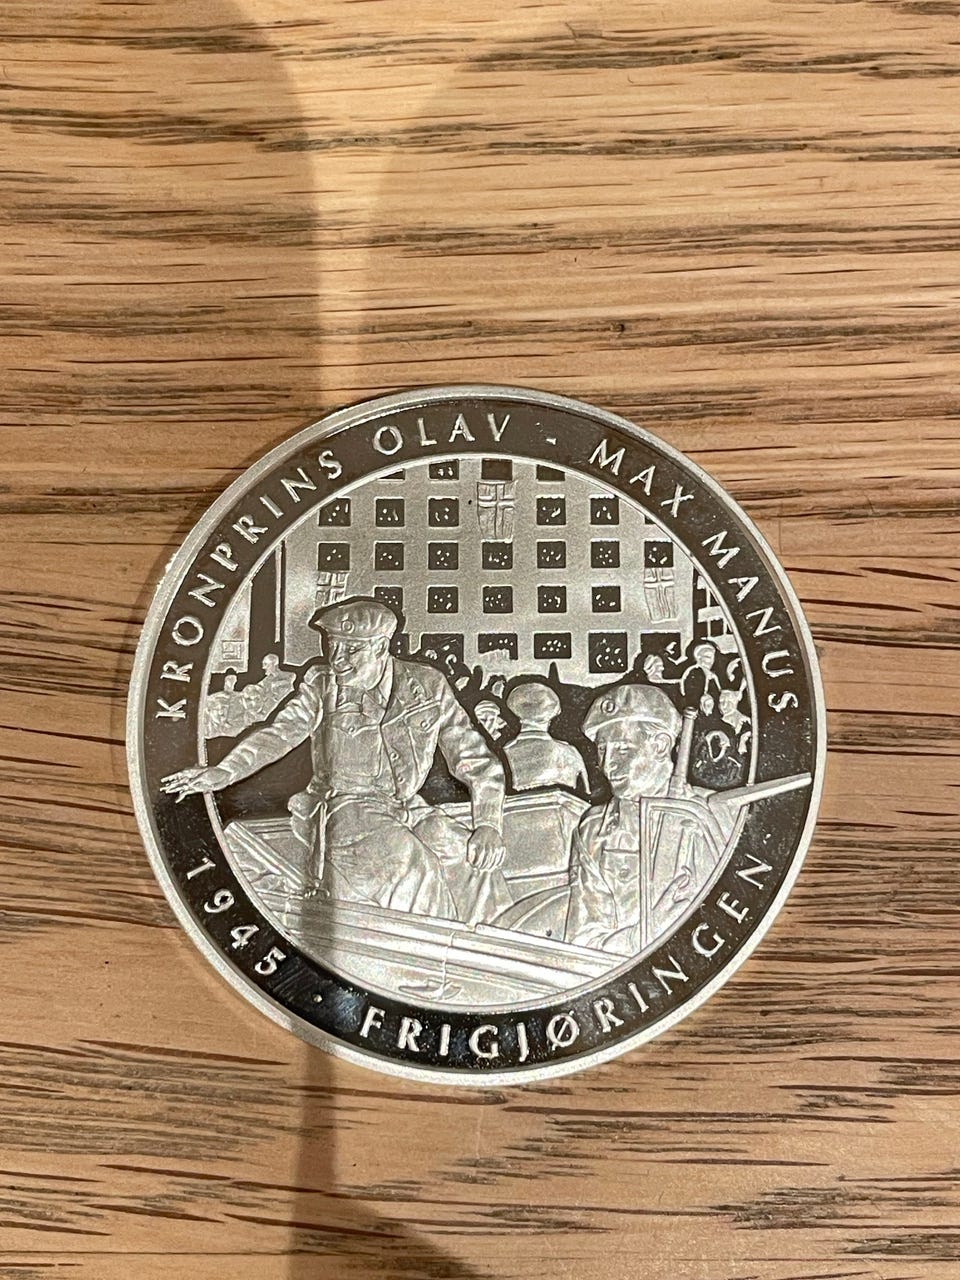 KRONPRINS OLAV · MAX MANUS
1945 · FRIGJØRINGEN